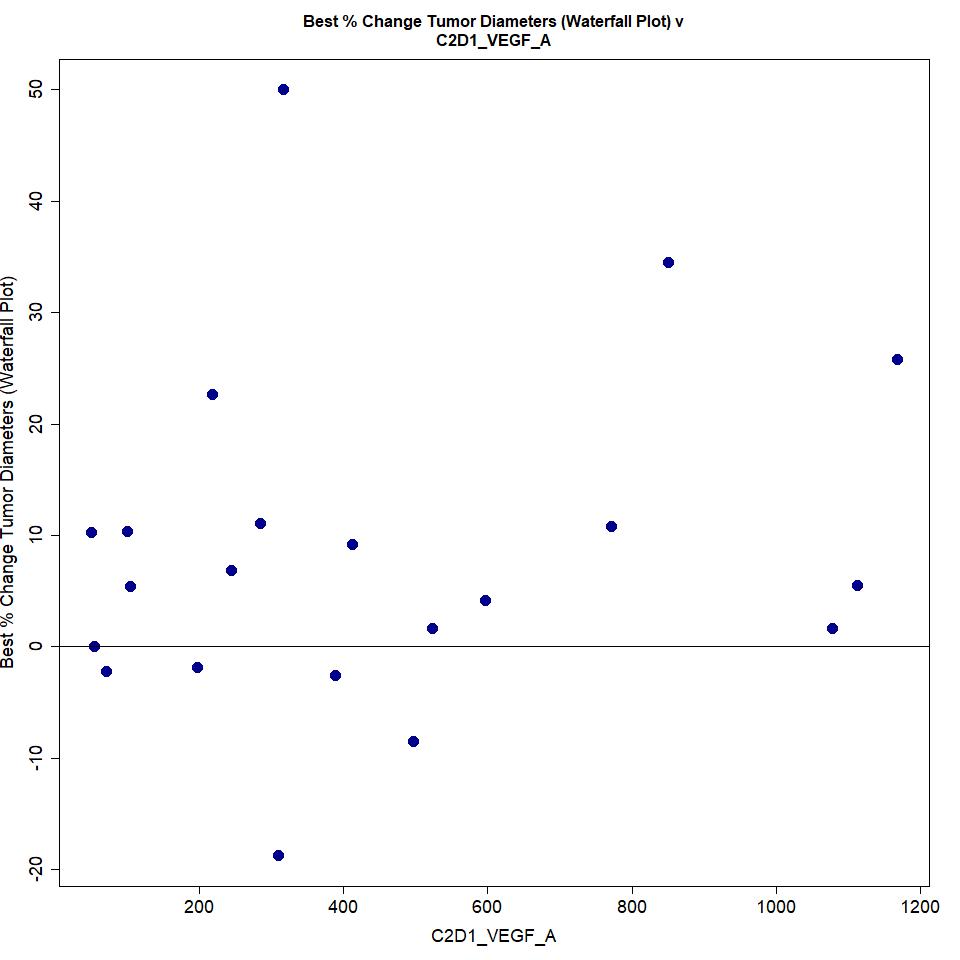 Best % Change Tumor Diameters (Waterfall Plot) v
C2D1_VEGF_A
Best % Change Tumor Diameters (Waterfall Plot)
50
40
30
20
10
0
-10
-20
200 400 600 800 1000 1200
C2D1_VEGF_A